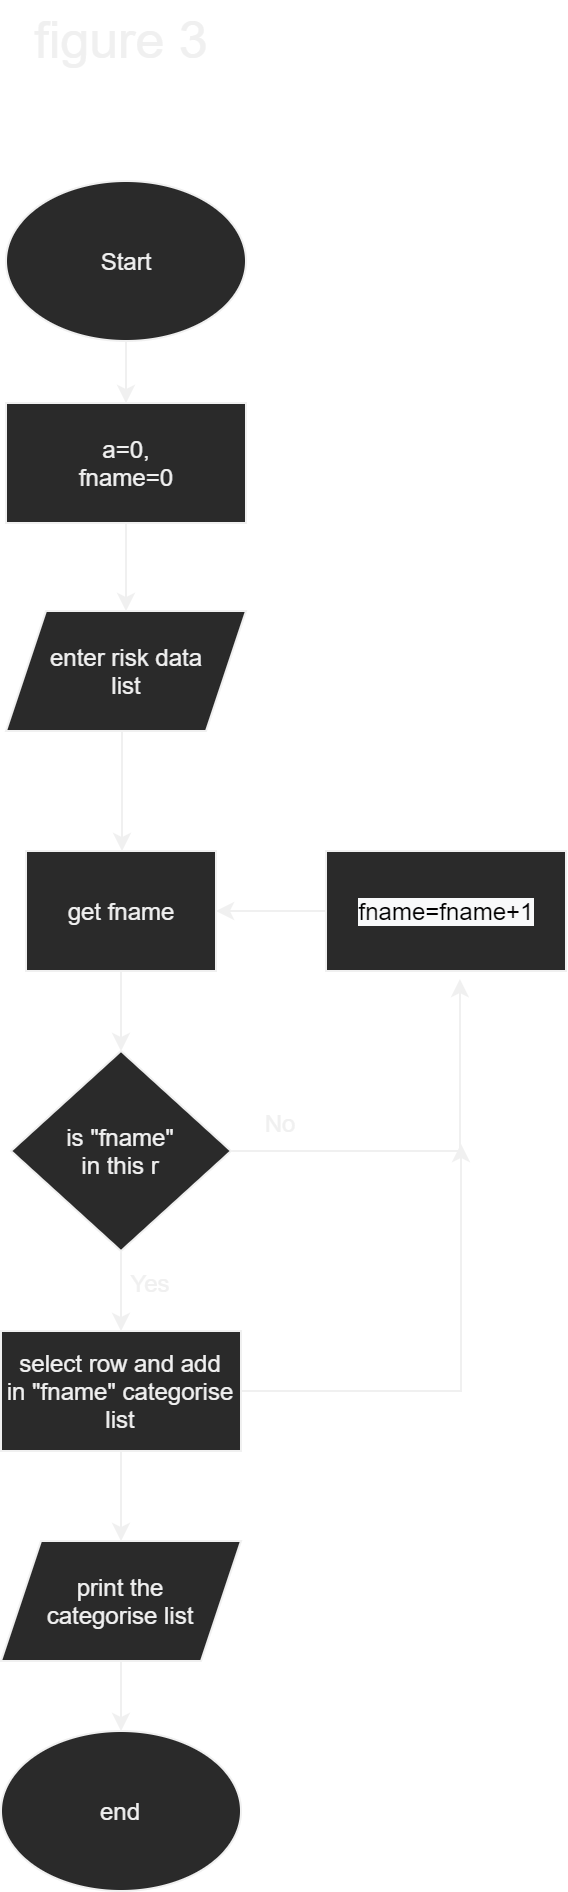 figure 3
Start
a=0,
fname=0
enter risk data
list
get fname
fname=fname+1
is "fname"
in this r
No
Yes
select row and add
in "fname" categorise
list
print the
categorise list
end